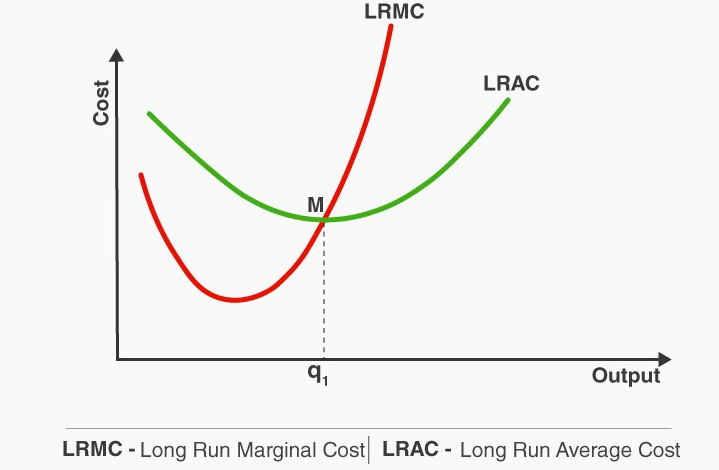 LRMC
LRAC
Cost
M
q1
Output
LRMC - Long Run Marginal Cost | LRAC - Long Run Average Cost